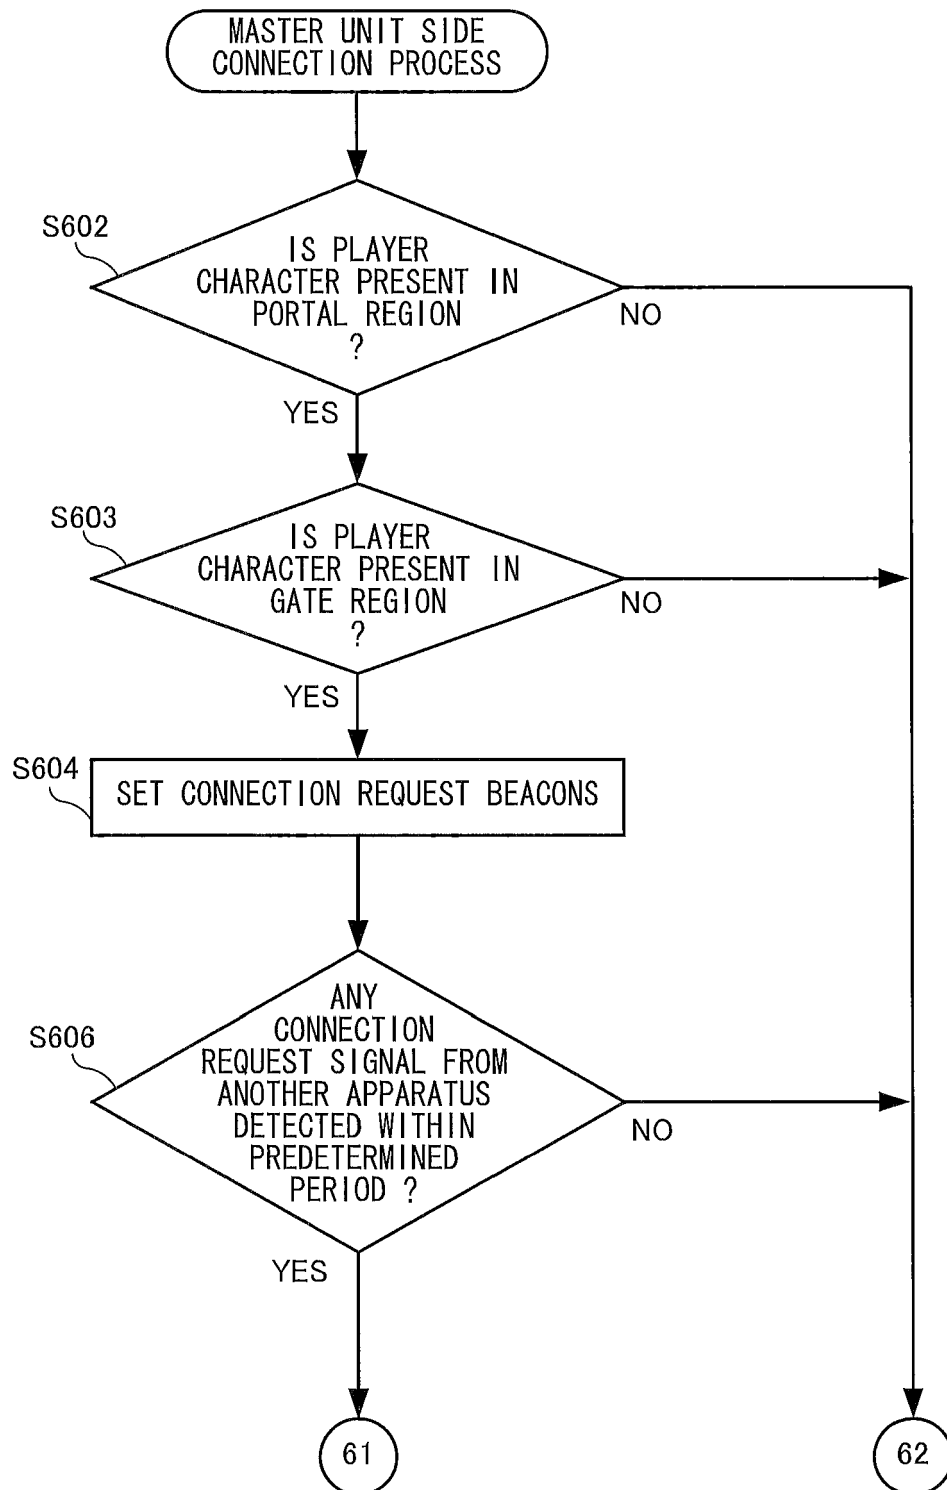 MASTER UNIT SIDE
CONNECTION PROCESS
S602
IS PLAYER
CHARACTER PRESENT IN
PORTAL REGION
?
NO
YES
S603
IS PLAYER
CHARACTER PRESENT IN
GATE REGION
?
NO
YES
S604
SET CONNECTION REQUEST BEACONS
S606
ANY
CONNECTION
REQUEST SIGNAL FROM
ANOTHER APPARATUS
DETECTED WITHIN
PREDETERMINED
PERIOD ?
NO
YES
61
62